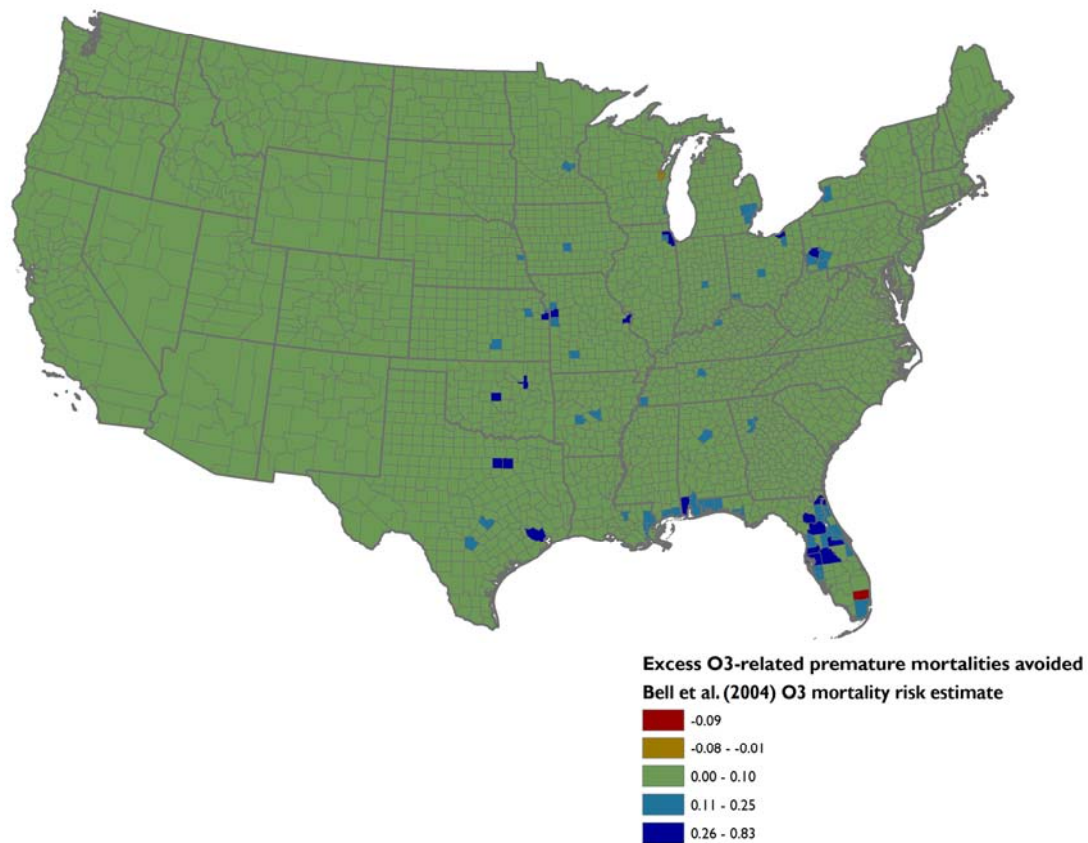 Excess O3-related premature mortalities avoided
Bell et al. (2004) O3 mortality risk estimate
-0.09
-0.08 - -0.01
0.00 - 0.10
0.11 - 0.25
0.26 - 0.83